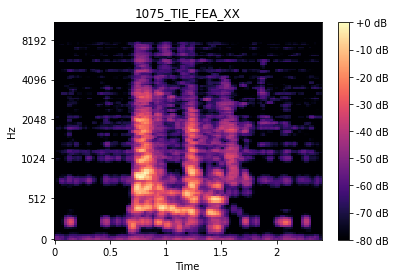 1075_TIE_FEA_XX
8192
4096
2048
1024
512
0
Hz
0
0.5
1
1.5
2
Time
+0 dB
-10 dB
-20 dB
-30 dB
-40 dB
-50 dB
-60 dB
-70 dB
-80 dB